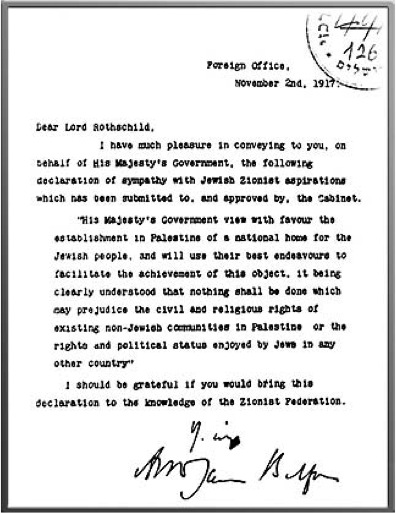 126
Foreign Office,
November 2nd, 1917.
Dear Lord Rothschild,
I have much pleasure in conveying to you, on
behalf of His Majesty's Government, the following
declaration of sympathy with Jewish Zionist aspirations
which has been submitted to, and approved by, the Cabinet.
"His Majesty's Government view with favour the
establishment in Palestine of a national home for the
Jewish people, and will use their best endeavours to
facilitate the achievement of this object, it being
clearly understood that nothing shall be done which
may prejudice the civil and religious rights of
existing non-Jewish communities in Palestine or the
rights and political status enjoyed by Jews in any
other country"
I should be grateful if you would bring this
declaration to the knowledge of the Zionist Federation.
Arthur James Balfour